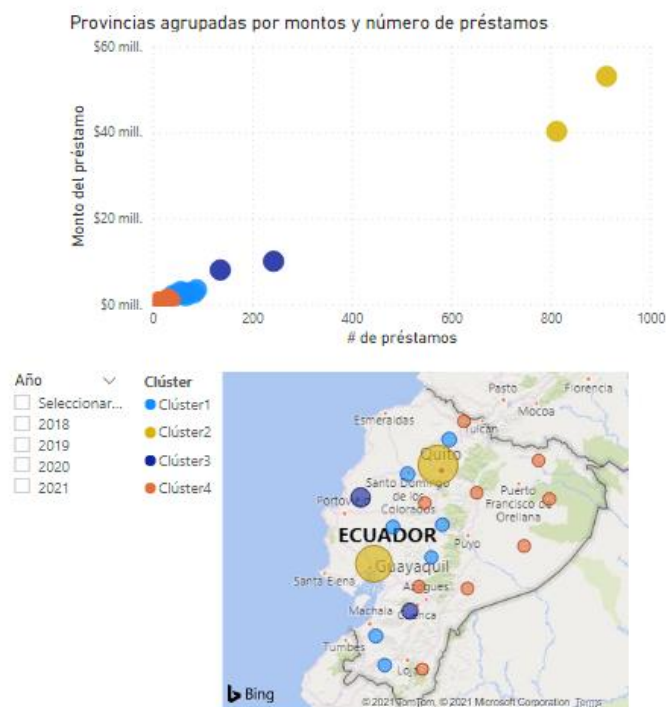 Provincias agrupadas por montos y número de préstamos
$60 mill.
$40 mill.
$20 mill.
$0 mill.
Monto del préstamo
0 200 400 600 800 1000
# de préstamos
Año
Seleccionar...
2018
2019
2020
2021
Clúster
Clúster1
Clúster2
Clúster3
Clúster4
Pasto
Florencia
Mocoa
Esmeraldas
Tulcán
Quito
Santo Domingo
de los
Colorados
Portoviejo
Puerto
Francisco de
Orellana
ECUADOR
Puyo
Guayaquil
Santa Elena
Azogues
Machala
Cuenca
Tumbes
Loja
Bing
© 2021 TomTom, © 2021 Microsoft Corporation Terms